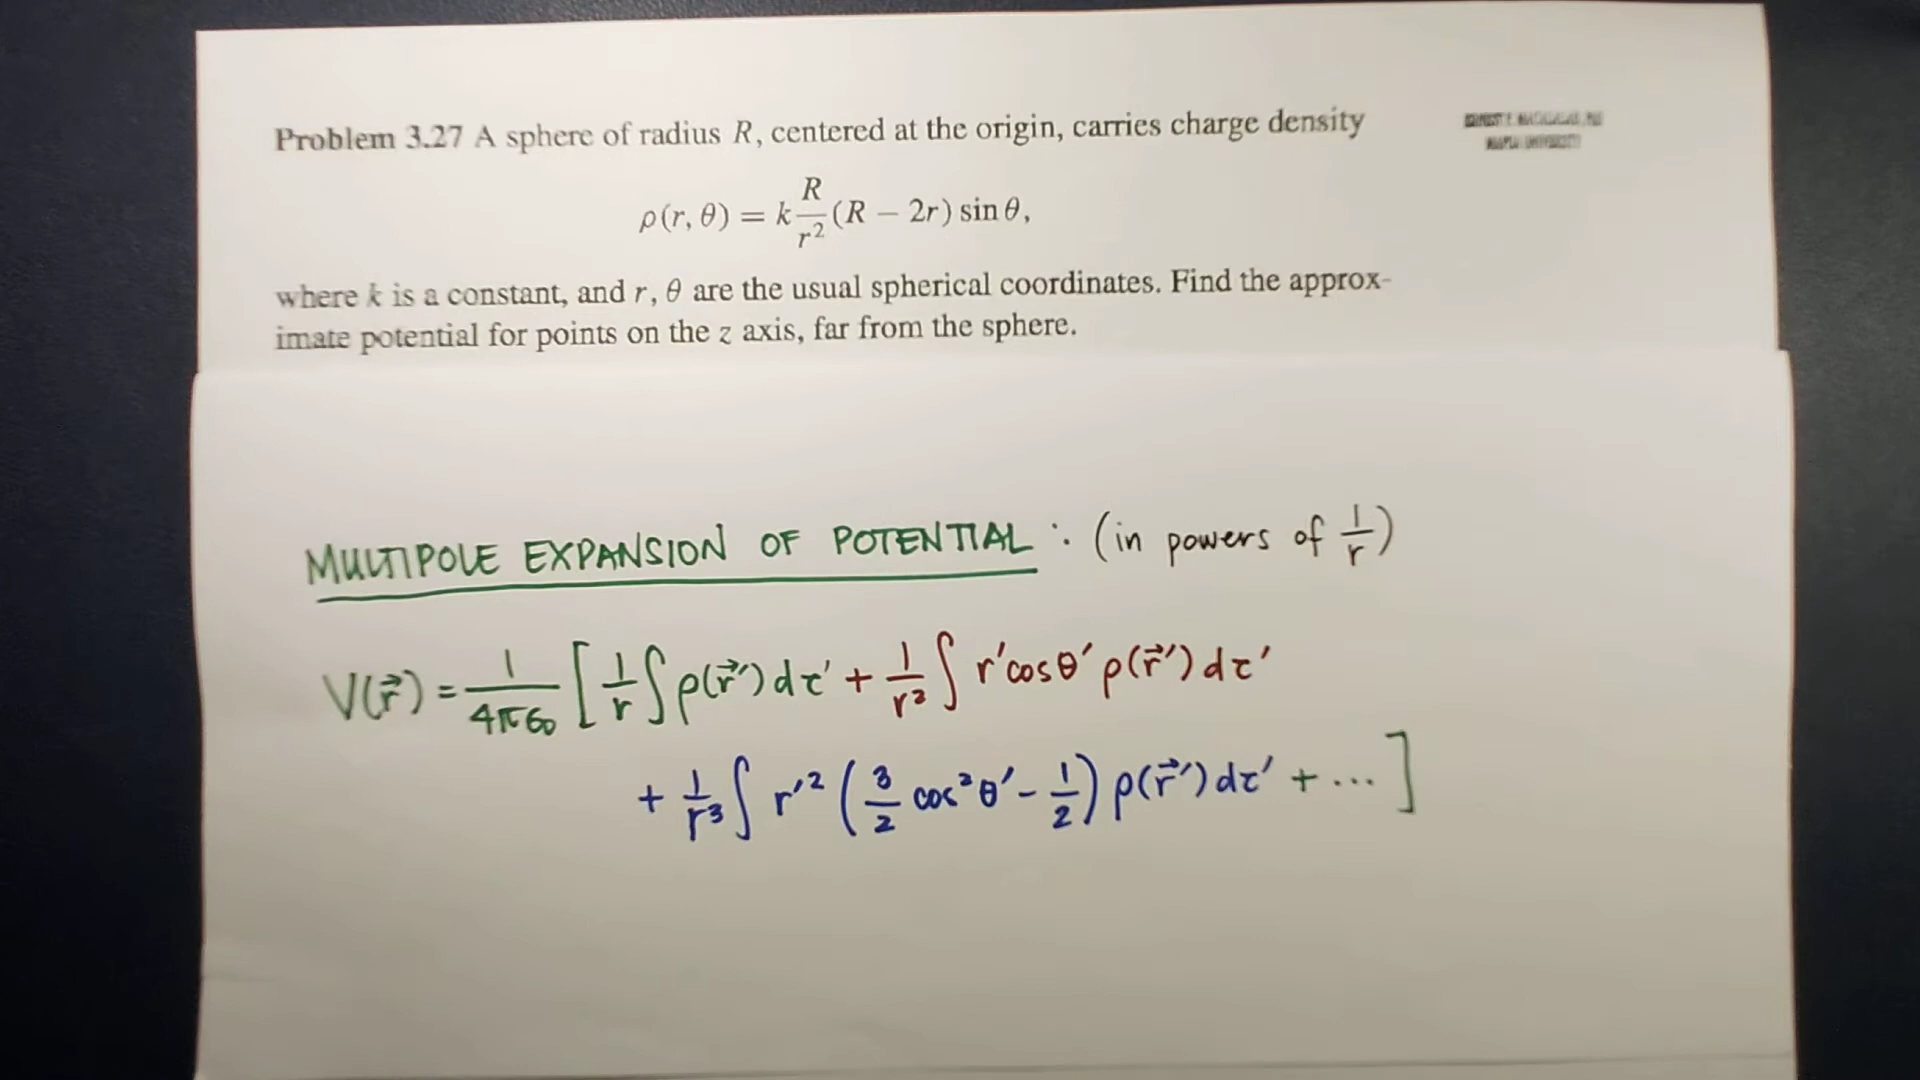 Problem 3.27 A sphere of radius R, centered at the origin, carries charge density
ρ(r, θ) = k R/r² (R − 2r) sin θ,
where k is a constant, and r, θ are the usual spherical coordinates. Find the approx-
imate potential for points on the z axis, far from the sphere.
MULTIPOLE EXPANSION OF POTENTIAL : (in powers of 1/r)
V(r⃗) = 1/4πϵ₀ [ 1/r ∫ρ(r⃗′)dτ′ + 1/r² ∫ r′cosθ′ρ(r⃗′)dτ′
+ 1/r³ ∫ r′² (3/2 cos²θ′ − 1/2) ρ(r⃗′)dτ′ + ... ]